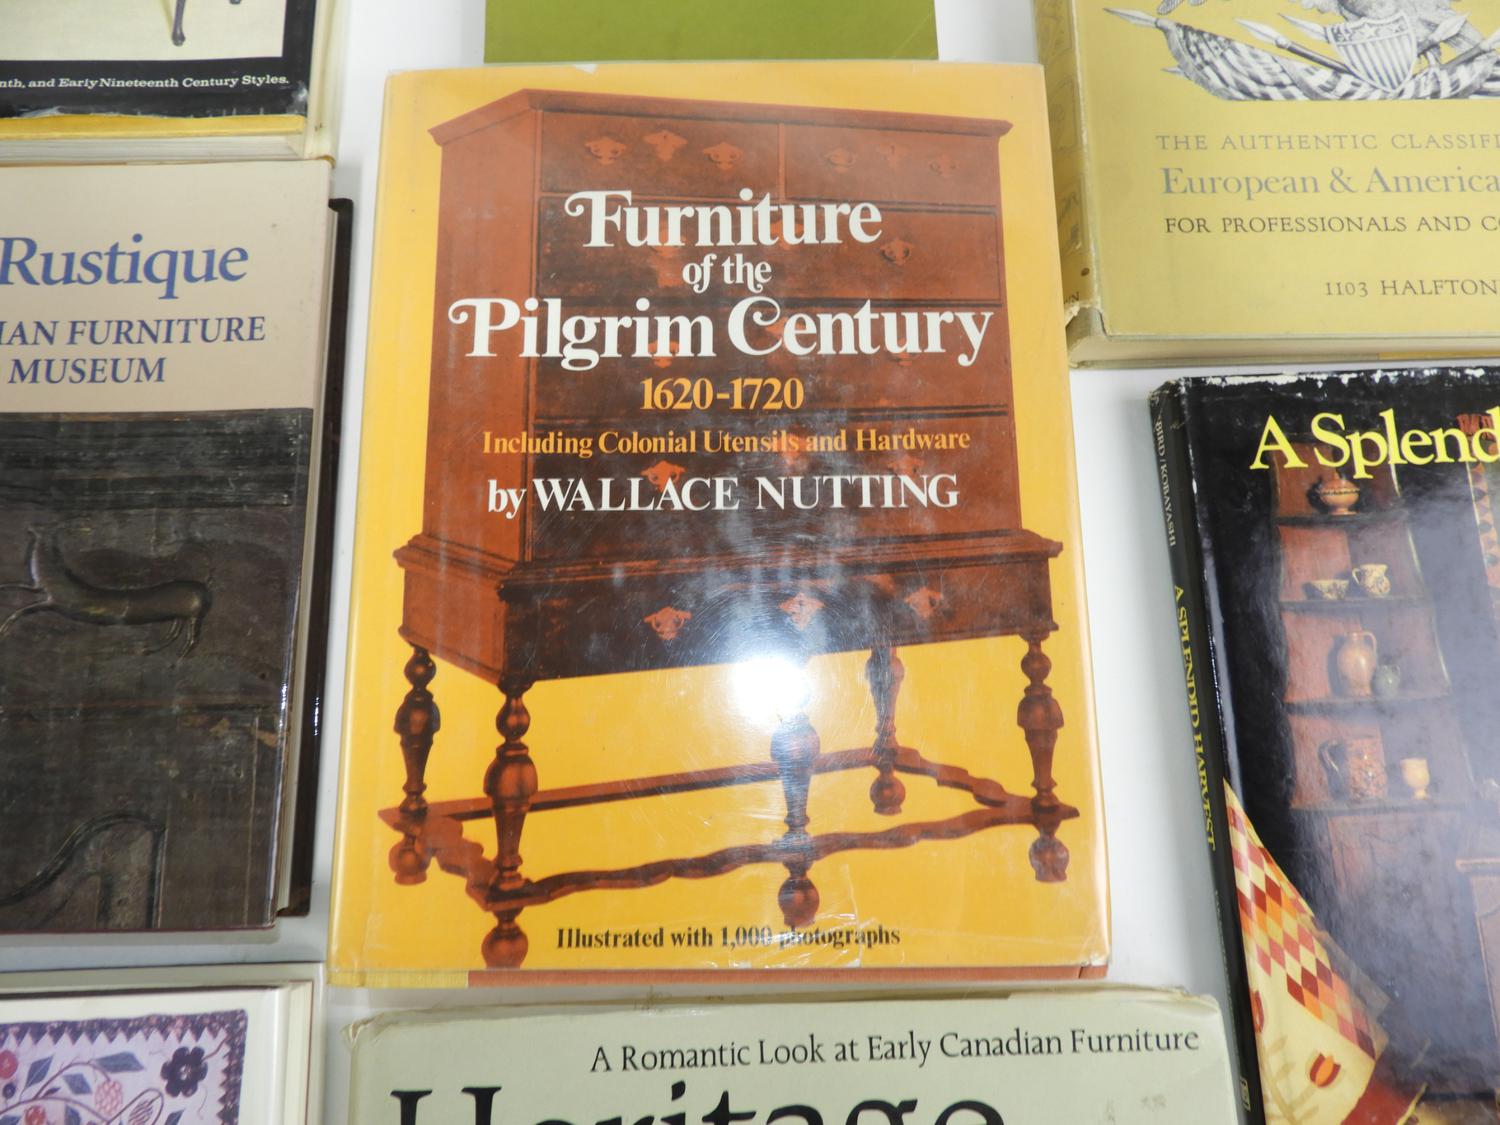 nth, and Early Nineteenth Century Styles.
Rustique
IAN FURNITURE
MUSEUM
Furniture
of the
Pilgrim Century
1620-1720
Including Colonial Utensils and Hardware
by WALLACE NUTTING
Illustrated with 1,000 photographs
THE AUTHENTIC CLASSIFI
European & America
FOR PROFESSIONALS AND CO
1103 HALFTON
A Splend
BIRD / KOBAYASHI
A SPLENDID HARVEST
A Romantic Look at Early Canadian Furniture
Heritage